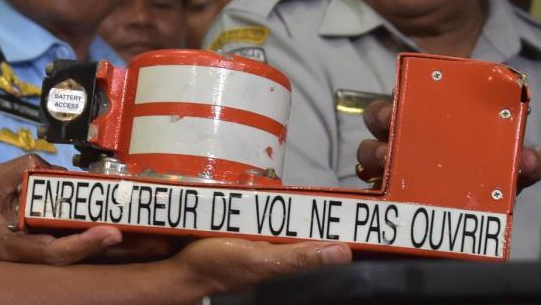 BATTERY
ACCESS
ENREGISTREUR DE VOL NE PAS OUVRIR